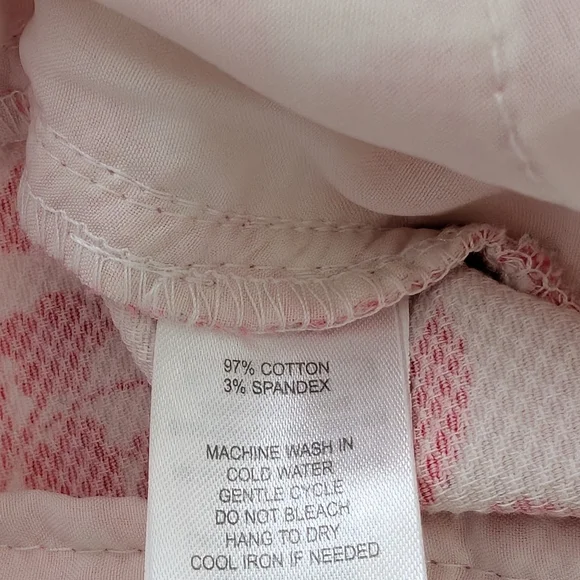 97% COTTON
3% SPANDEX
MACHINE WASH IN
COLD WATER
GENTLE CYCLE
DO NOT BLEACH
HANG TO DRY
COOL IRON IF NEEDED